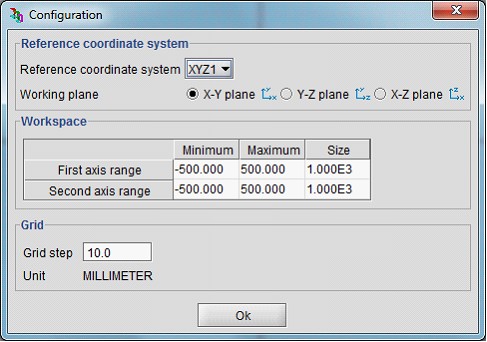 Configuration
Reference coordinate system
Reference coordinate system XYZ1
Working plane X-Y plane Y-Z plane X-Z plane
Workspace
Minimum Maximum Size
First axis range -500.000 500.000 1.000E3
Second axis range -500.000 500.000 1.000E3
Grid
Grid step 10.0
Unit MILLIMETER
Ok